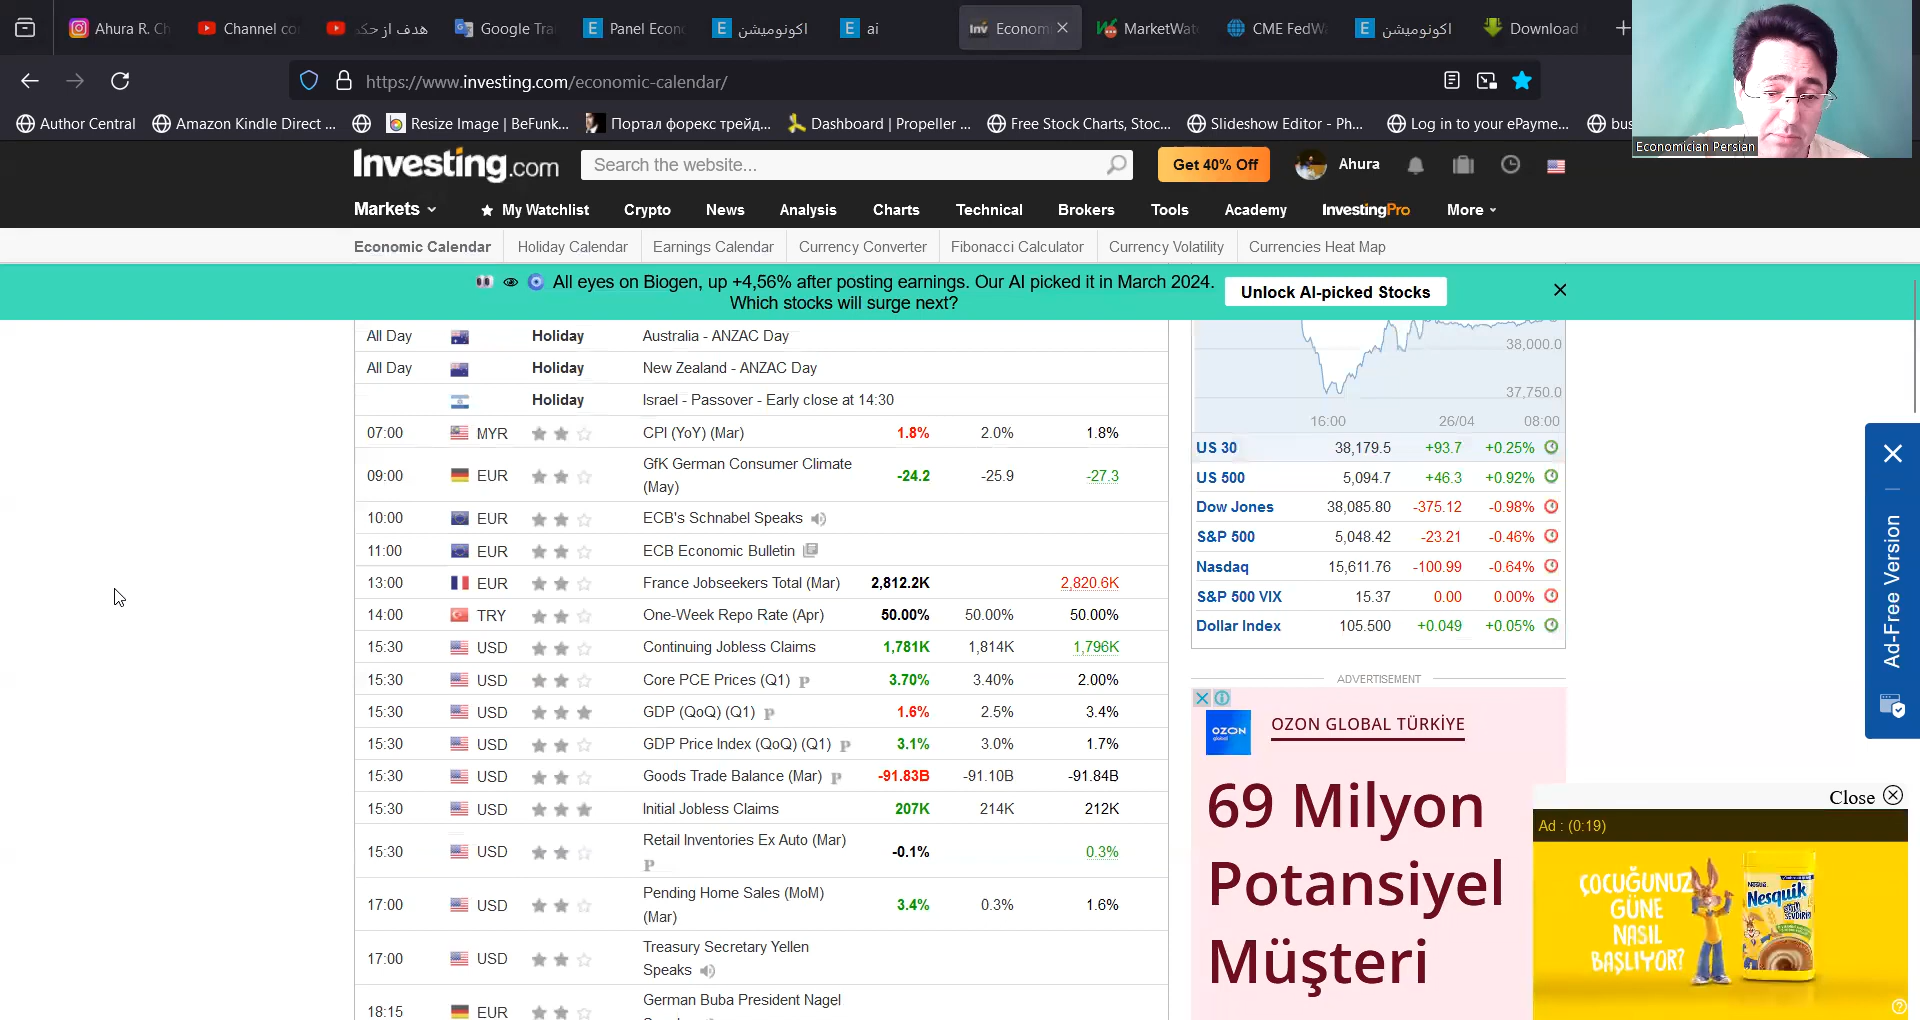 Ahura R. Ch
Channel co
هدف از حک
Google Tra
Panel Econ
اکونومیشن
ai
inv Econom
MarketWat
CME FedW
اکونومیشن
Download
https://www.investing.com/economic-calendar/
Author Central
Amazon Kindle Direct ...
Resize Image | BeFunk...
Портал форекс трейд...
Dashboard | Propeller ...
Free Stock Charts, Stoc...
Slideshow Editor - Ph...
Log in to your ePayme...
bus
Economician Persian
Investing.com
Search the website...
Get 40% Off
Ahura
Markets
My Watchlist
Crypto
News
Analysis
Charts
Technical
Brokers
Tools
Academy
InvestingPro
More
Economic Calendar
Holiday Calendar
Earnings Calendar
Currency Converter
Fibonacci Calculator
Currency Volatility
Currencies Heat Map
All eyes on Biogen, up +4,56% after posting earnings. Our AI picked it in March 2024.
Which stocks will surge next?
Unlock AI-picked Stocks
All Day Holiday Australia - ANZAC Day
All Day Holiday New Zealand - ANZAC Day
Holiday Israel - Passover - Early close at 14:30
07:00 MYR CPI (YoY) (Mar) 1.8% 2.0% 1.8%
09:00 EUR GfK German Consumer Climate (May) -24.2 -25.9 -27.3
10:00 EUR ECB's Schnabel Speaks
11:00 EUR ECB Economic Bulletin
13:00 EUR France Jobseekers Total (Mar) 2,812.2K 2,820.6K
14:00 TRY One-Week Repo Rate (Apr) 50.00% 50.00% 50.00%
15:30 USD Continuing Jobless Claims 1,781K 1,814K 1,796K
15:30 USD Core PCE Prices (Q1) P 3.70% 3.40% 2.00%
15:30 USD GDP (QoQ) (Q1) P 1.6% 2.5% 3.4%
15:30 USD GDP Price Index (QoQ) (Q1) P 3.1% 3.0% 1.7%
15:30 USD Goods Trade Balance (Mar) P -91.83B -91.10B -91.84B
15:30 USD Initial Jobless Claims 207K 214K 212K
15:30 USD Retail Inventories Ex Auto (Mar) P -0.1% 0.3%
17:00 USD Pending Home Sales (MoM) (Mar) 3.4% 0.3% 1.6%
17:00 USD Treasury Secretary Yellen Speaks
18:15 EUR German Buba President Nagel
38,000.0
37,750.0
16:00 26/04 08:00
US 30 38,179.5 +93.7 +0.25%
US 500 5,094.7 +46.3 +0.92%
Dow Jones 38,085.80 -375.12 -0.98%
S&P 500 5,048.42 -23.21 -0.46%
Nasdaq 15,611.76 -100.99 -0.64%
S&P 500 VIX 15.37 0.00 0.00%
Dollar Index 105.500 +0.049 +0.05%
ADVERTISEMENT
OZON
global
OZON GLOBAL TÜRKİYE
69 Milyon
Potansiyel
Müşteri
Ad-Free Version
Close
Ad : (0:19)
ÇOCUĞUNUZ
GÜNE
NASIL
BAŞLIYOR?
Nestlé
Nesquik